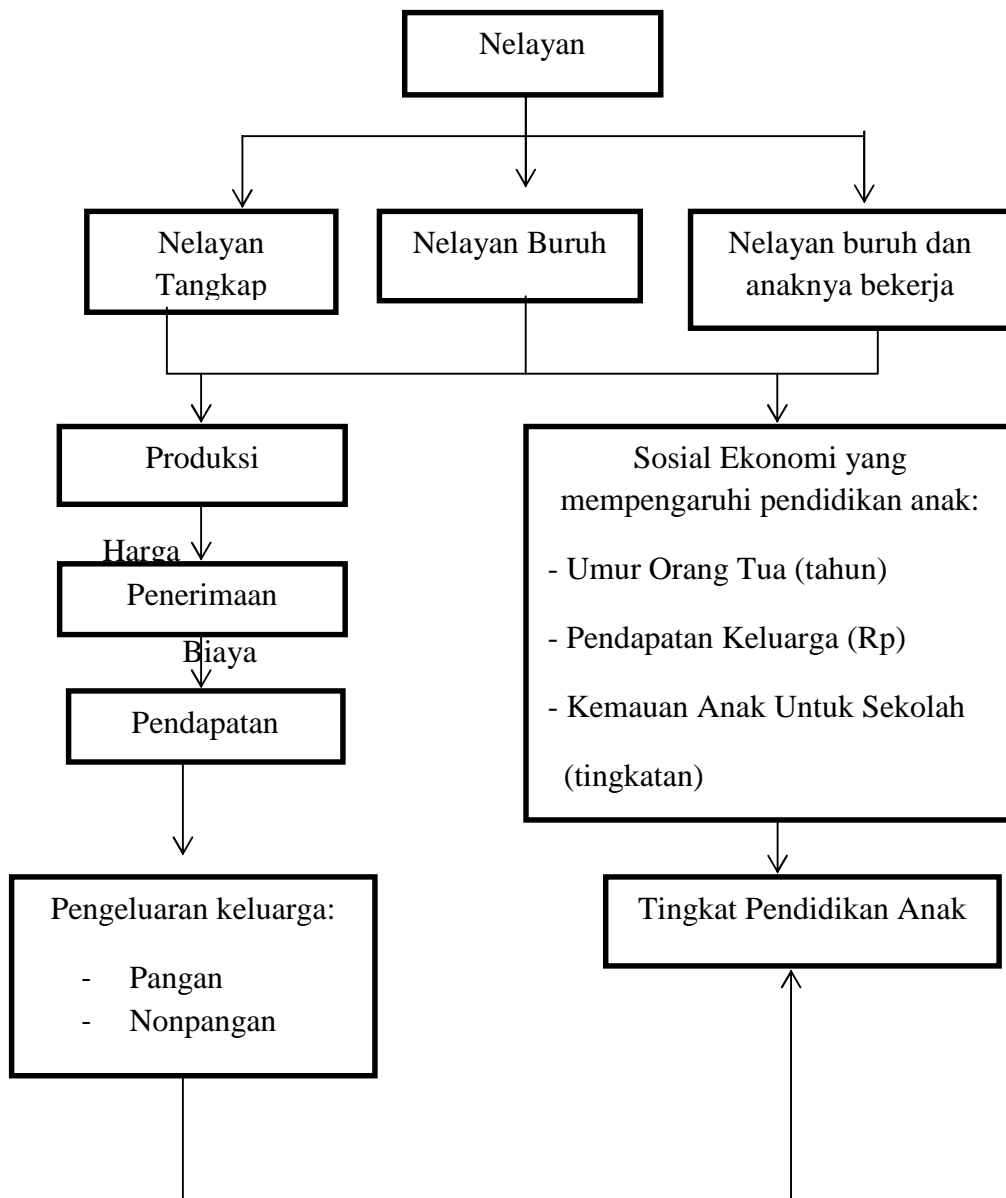 Nelayan
Nelayan
Tangkap
Nelayan Buruh
Nelayan buruh dan
anaknya bekerja
Produksi
Harga
Penerimaan
Biaya
Pendapatan
Pengeluaran keluarga:
- Pangan
- Nonpangan
Sosial Ekonomi yang
mempengaruhi pendidikan anak:
- Umur Orang Tua (tahun)
- Pendapatan Keluarga (Rp)
- Kemauan Anak Untuk Sekolah
(tingkatan)
Tingkat Pendidikan Anak